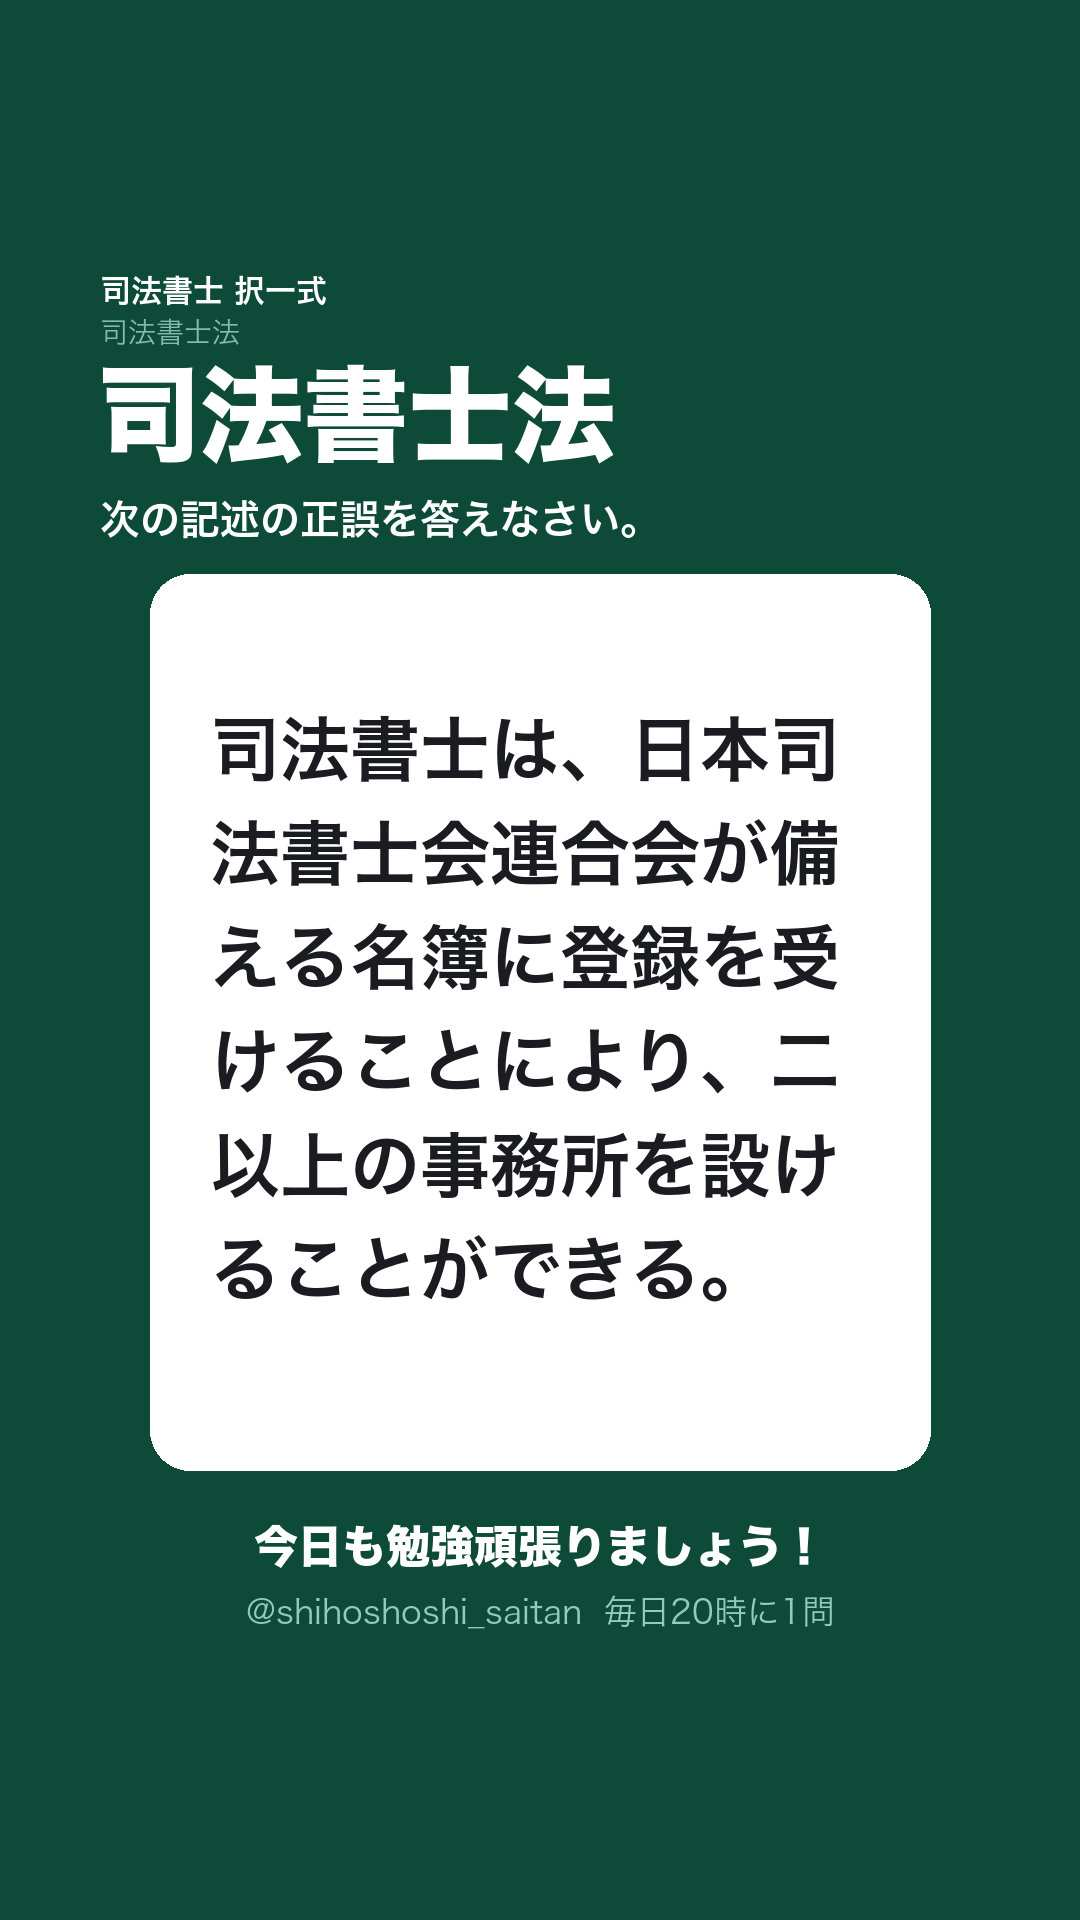 司法書士 択一式
司法書士法
司法書士法
次の記述の正誤を答えなさい。
司法書士は、日本司
法書士会連合会が備
える名簿に登録を受
けることにより、二
以上の事務所を設け
ることができる。
今日も勉強頑張りましょう！
@shihoshoshi_saitan 毎日20時に1問